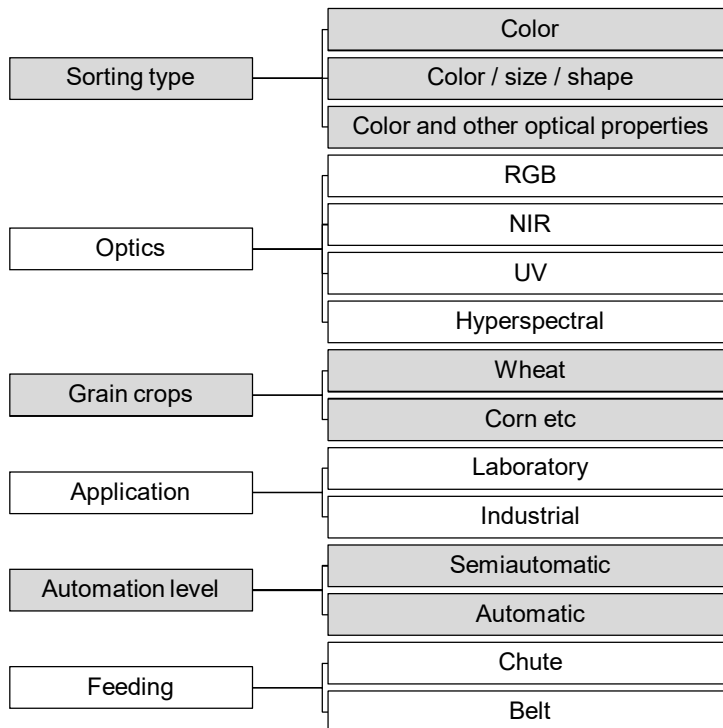 Sorting type
Color
Color / size / shape
Color and other optical properties
Optics
RGB
NIR
UV
Hyperspectral
Grain crops
Wheat
Corn etc
Application
Laboratory
Industrial
Automation level
Semiautomatic
Automatic
Feeding
Chute
Belt